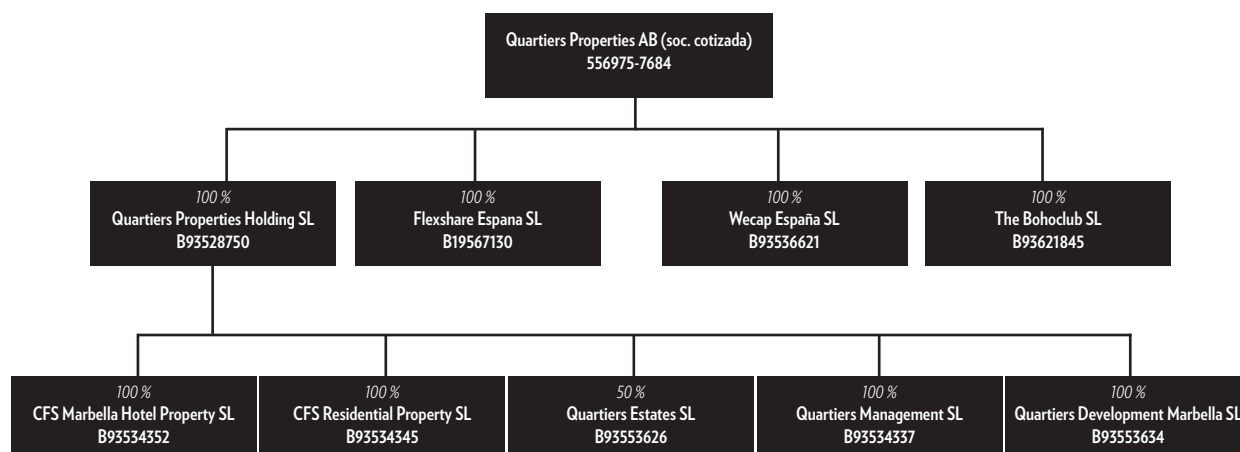 Quartiers Properties AB (soc. cotizada)
556975-7684
100 %
Quartiers Properties Holding SL
B93528750
100 %
Flexshare Espana SL
B19567130
100 %
Wecap España SL
B93536621
100 %
The Bohoclub SL
B93621845
100 %
CFS Marbella Hotel Property SL
B93534352
100 %
CFS Residential Property SL
B93534345
50 %
Quartiers Estates SL
B93553626
100 %
Quartiers Management SL
B93534337
100 %
Quartiers Development Marbella SL
B93553634